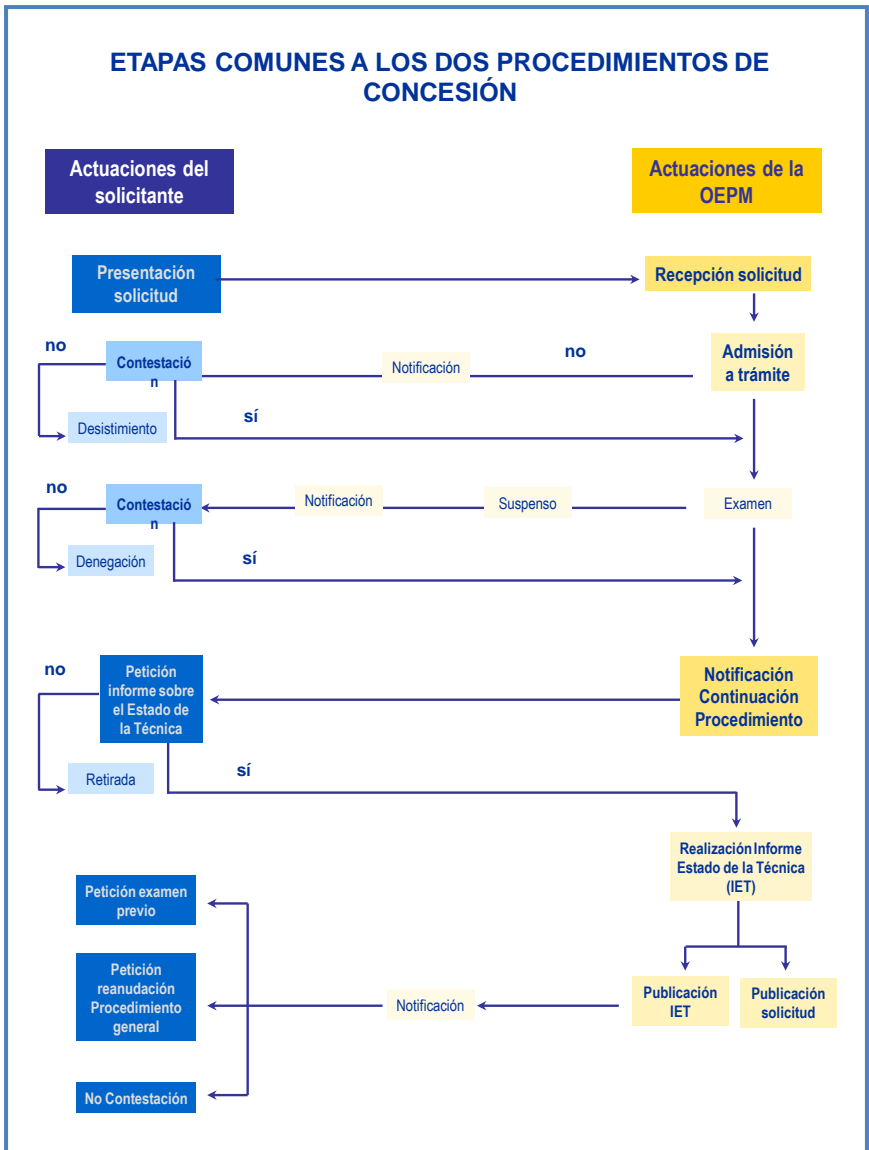 ETAPAS COMUNES A LOS DOS PROCEDIMIENTOS DE
CONCESIÓN
Actuaciones del
solicitante
Actuaciones de la
OEPM
Presentación
solicitud
Recepción solicitud
no
Contestació
n
Notificación
no
Admisión
a trámite
Desistimiento
sí
no
Contestació
n
Notificación
Suspenso
Examen
Denegación
sí
no
Petición
informe sobre
el Estado de
la Técnica
Notificación
Continuación
Procedimiento
Retirada
sí
Realización Informe
Estado de la Técnica
(IET)
Petición examen
previo
Petición
reanudación
Procedimiento
general
Notificación
Publicación
IET
Publicación
solicitud
No Contestación